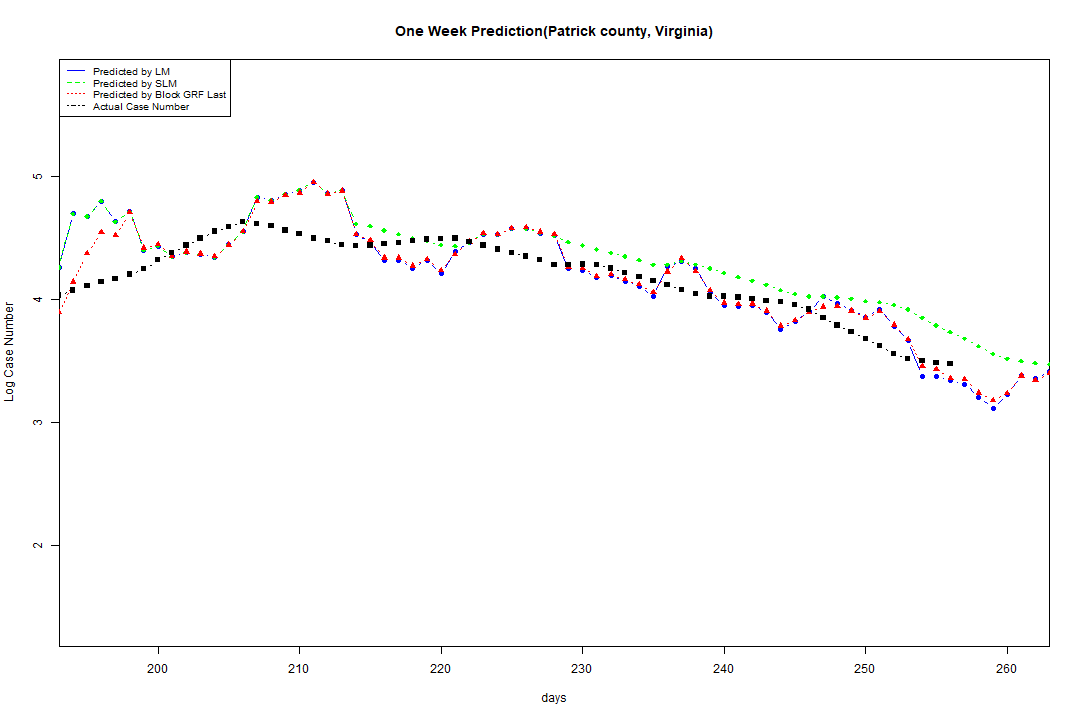 One Week Prediction(Patrick county, Virginia)
Predicted by LM
Predicted by SLM
Predicted by Block GRF Last
Actual Case Number
Log Case Number
5
4
3
2
200 210 220 230 240 250 260
days